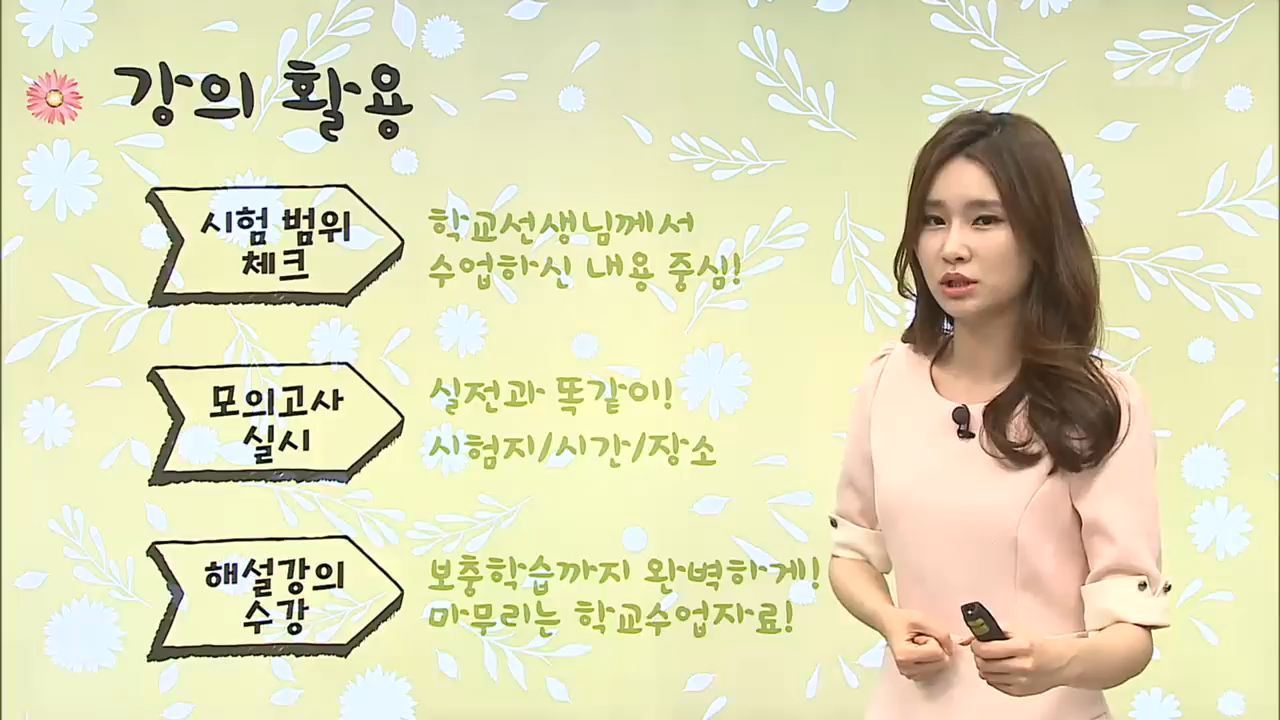 강의 활용
시험 범위
체크
학교선생님께서
수업하신 내용 중심!
모의고사
실시
실전과 똑같이!
시험지/시간/장소
해설강의
수강
보충학습까지 완벽하게!
마무리는 학교수업자료!